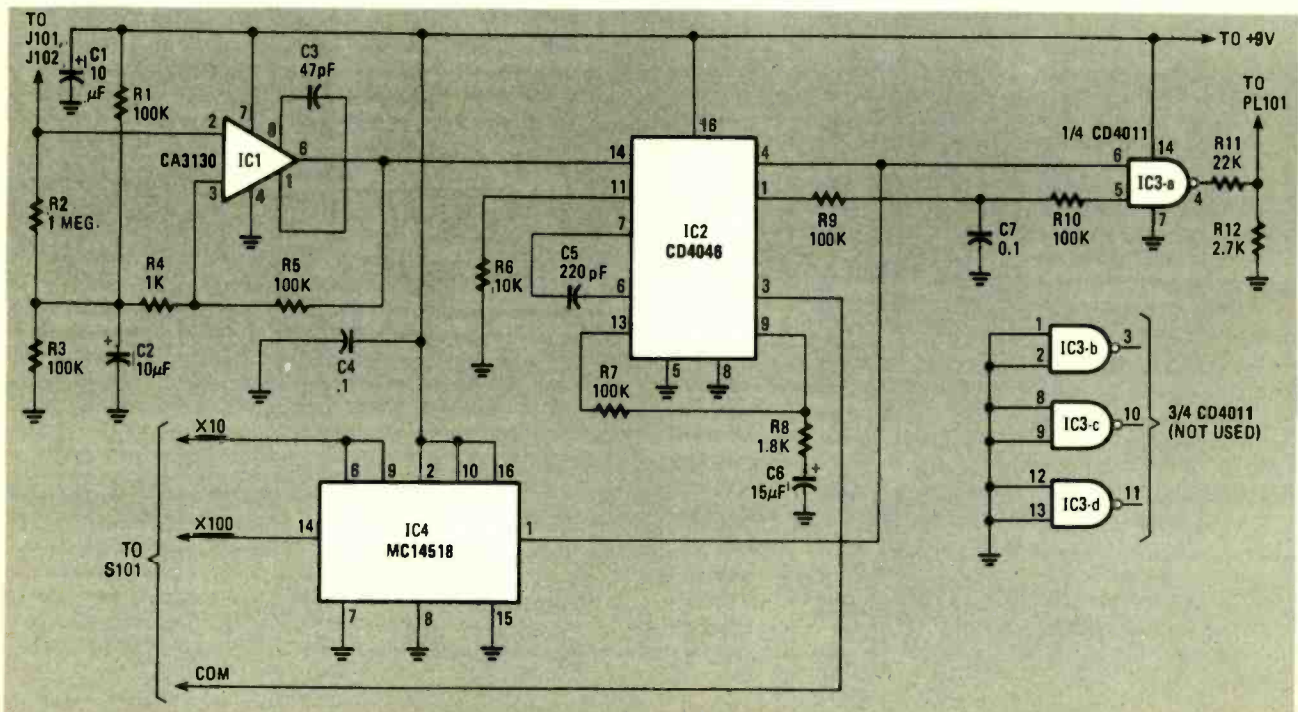 TO
J101,
J102
C1
10
µF
R1
100K
C3
47pF
TO +9V
TO
PL101
2
7
8
6
CA3130
IC1
3
4
1
R2
1 MEG.
R4
1K
R5
100K
R3
100K
C2
10µF
C4
.1
16
14
11
7
6
13
4
1
3
9
5
8
IC2
CD4046
C5
220 pF
R6
10K
R7
100K
R8
1.8K
C6
15µF
R9
100K
C7
0.1
R10
100K
1/4 CD4011
6
14
5
IC3-a
4
7
R11
22K
R12
2.7K
1
2
IC3-b
3
8
9
IC3-c
10
12
13
IC3-d
11
3/4 CD4011
(NOT USED)
X10
X100
TO
S101
COM
6
9
2
10
16
14
IC4
MC14518
1
7
8
15